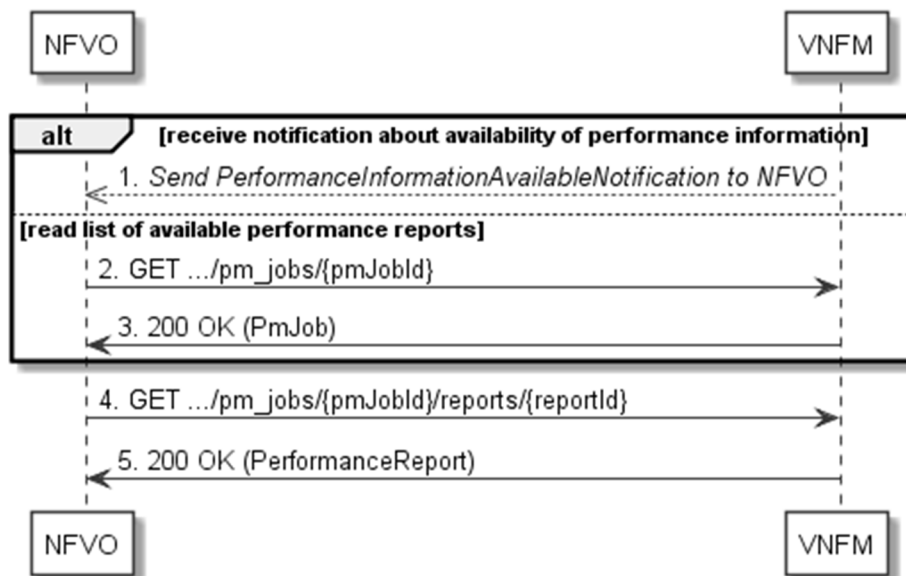 NFVO VNFM
alt [receive notification about availability of performance information]
1. Send PerformanceInformationAvailableNotification to NFVO
[read list of available performance reports]
2. GET .../pm_jobs/{pmJobId}
3. 200 OK (PmJob)
4. GET .../pm_jobs/{pmJobId}/reports/{reportId}
5. 200 OK (PerformanceReport)
NFVO VNFM